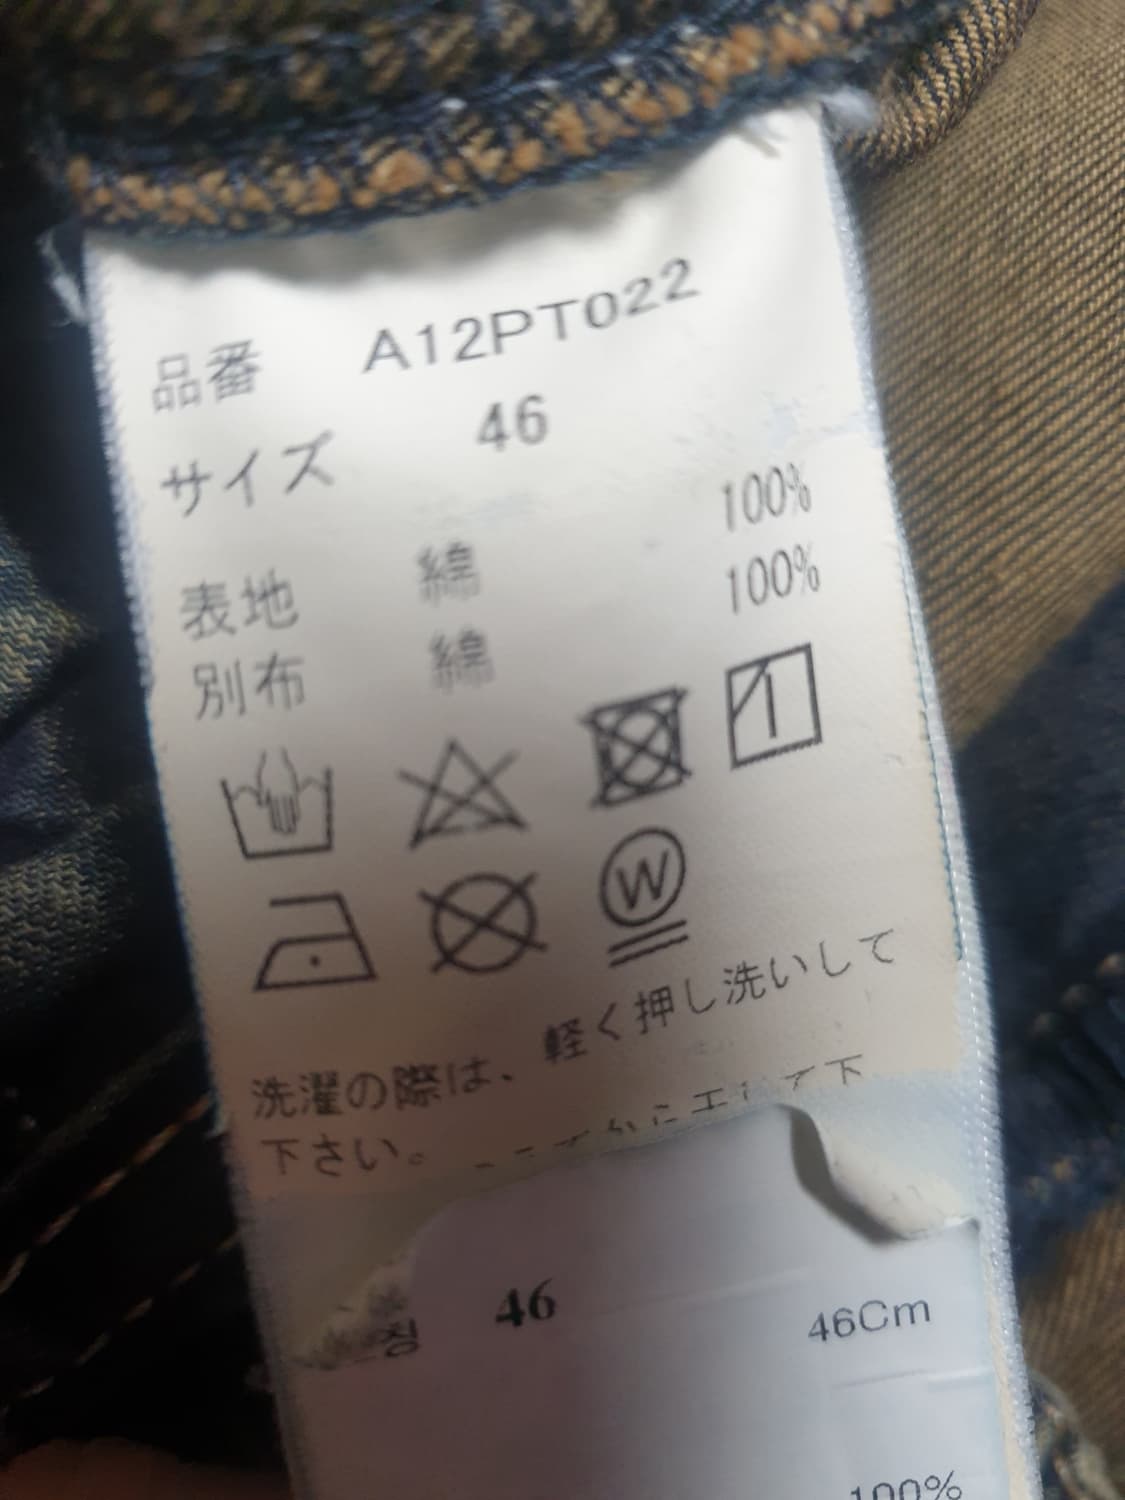 品番 A12PT022
サイズ 46
表地 綿 100%
別布 綿 100%
W
洗濯の際は、軽く押し洗いして
下さい。
46 46Cm
100%